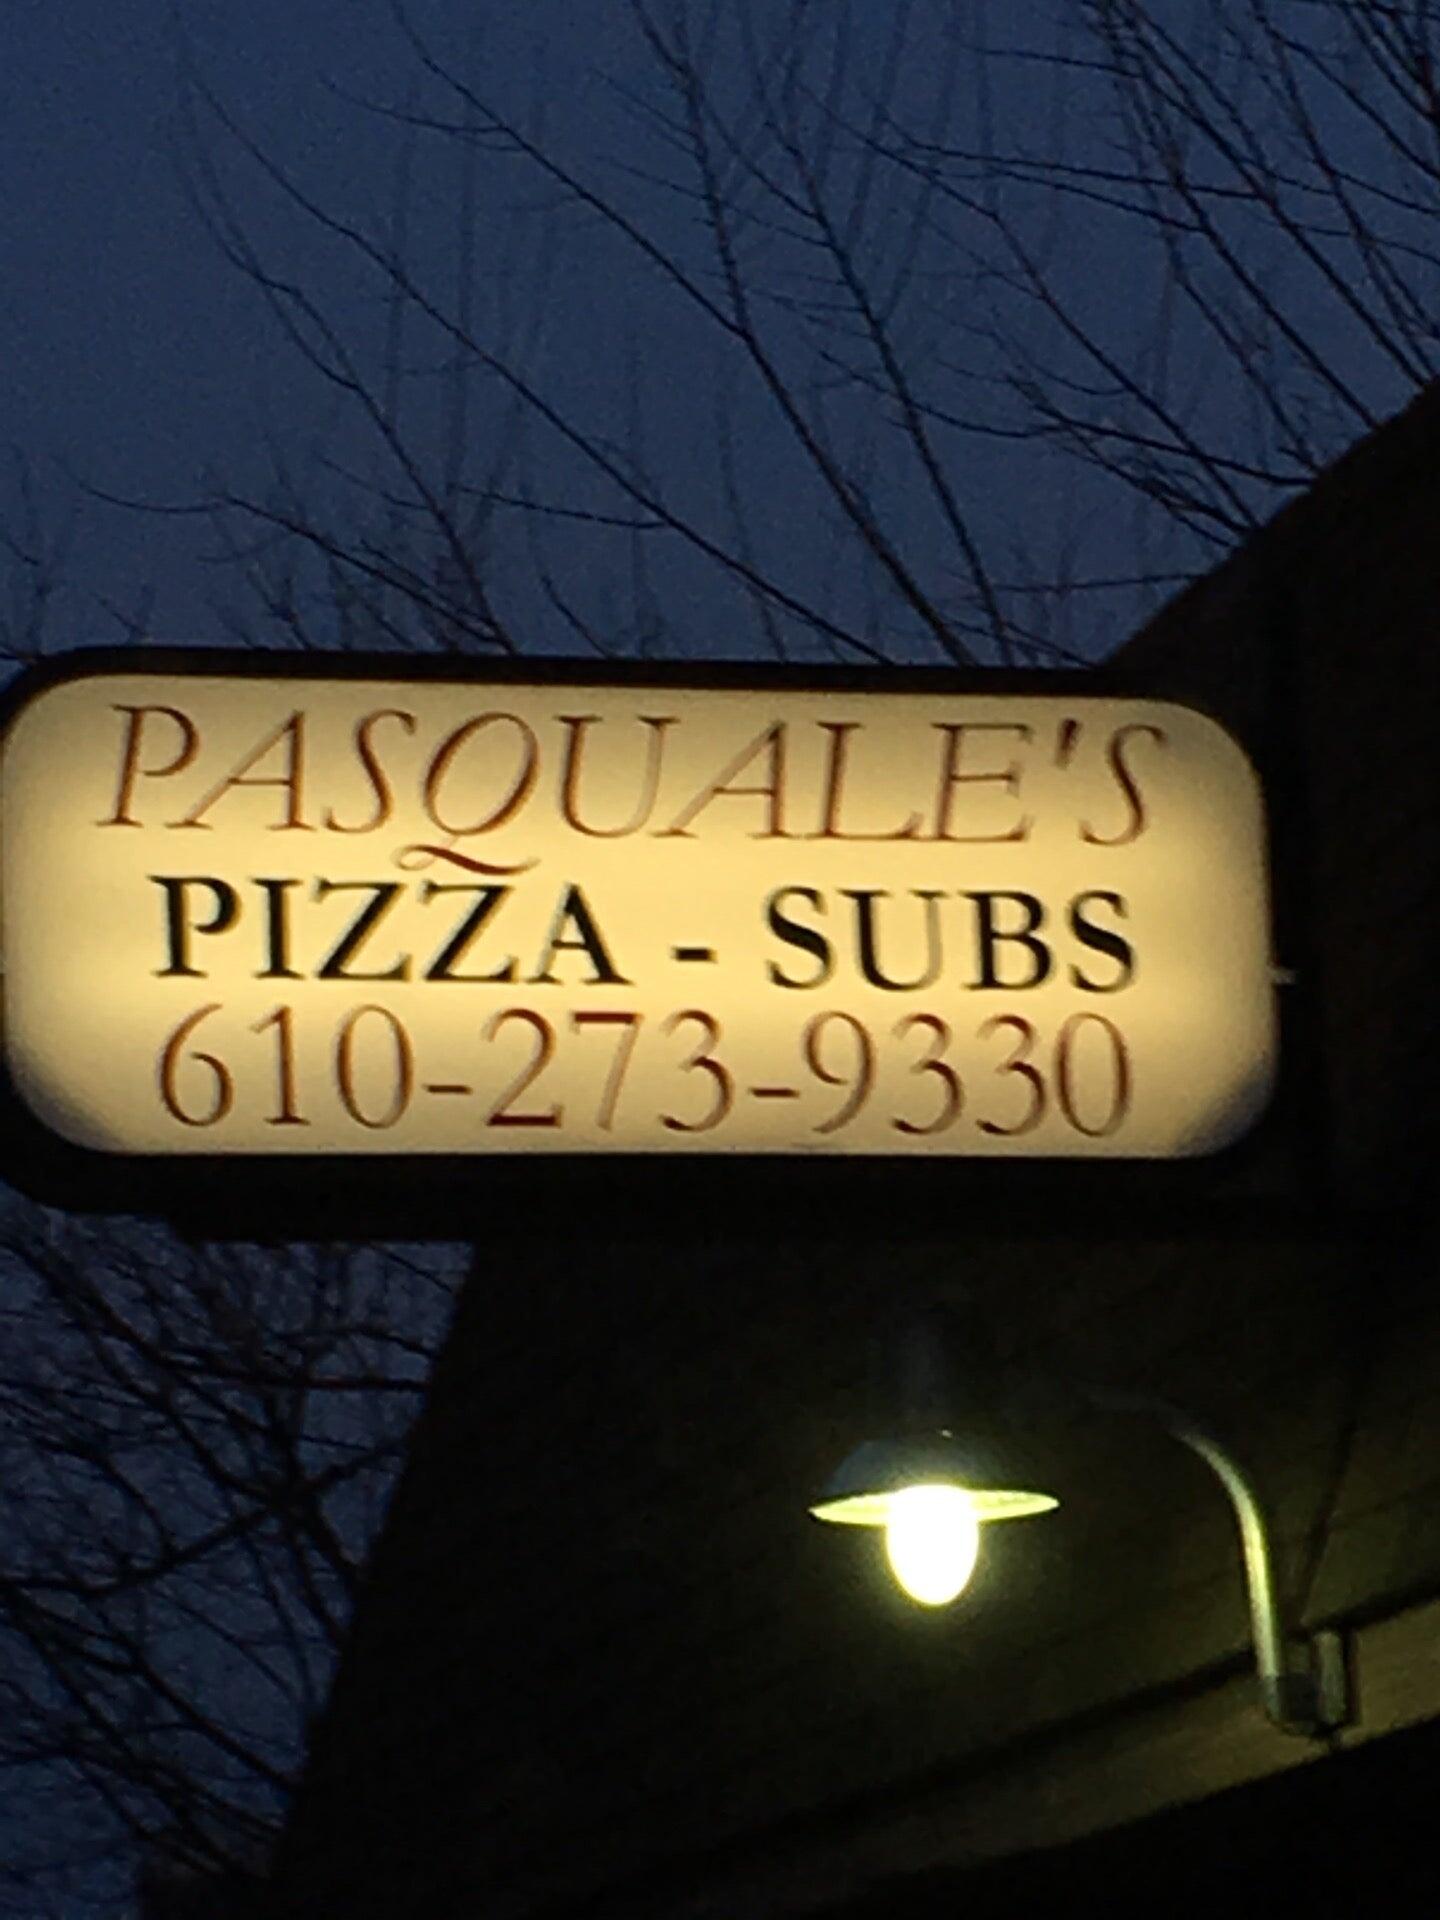 PASQUALE'S
PIZZA - SUBS
610-273-9330